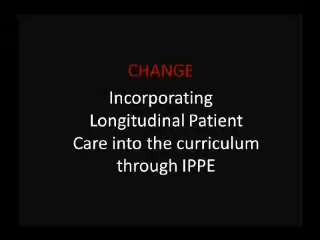 CHANGE
Incorporating
Longitudinal Patient
Care into the curriculum
through IPPE